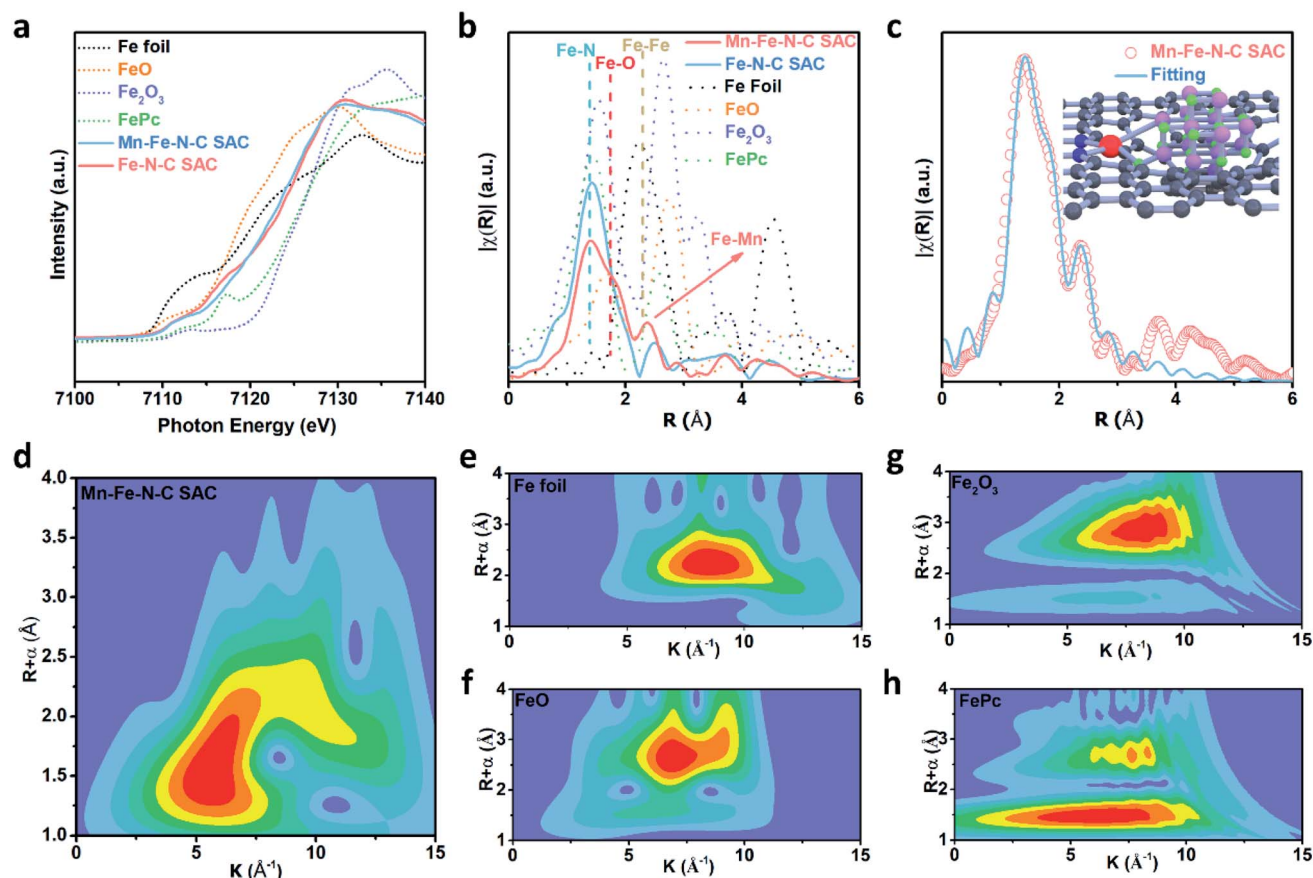 a
Fe foil
FeO
Fe₂O₃
FePc
Mn-Fe-N-C SAC
Fe-N-C SAC
Intensity (a.u.)
7100 7110 7120 7130 7140
Photon Energy (eV)
b
Fe-N
Fe-O
Fe-Fe
Mn-Fe-N-C SAC
Fe-N-C SAC
Fe Foil
FeO
Fe₂O₃
FePc
Fe-Mn
|χ(R)| (a.u.)
0 2 4 6
R (Å)
c
Mn-Fe-N-C SAC
Fitting
|χ(R)| (a.u.)
0 1 2 3 4 5 6
R (Å)
d
Mn-Fe-N-C SAC
R+α (Å)
4.0
3.5
3.0
2.5
2.0
1.5
1.0
0 5 10 15
K (Å⁻¹)
e
Fe foil
R+α (Å)
4
3
2
1
0 5 10 15
K (Å⁻¹)
f
FeO
R+α (Å)
4
3
2
1
0 5 10 15
K (Å⁻¹)
g
Fe₂O₃
R+α (Å)
4
3
2
1
0 5 10 15
K (Å⁻¹)
h
FePc
R+α (Å)
4
3
2
1
0 5 10 15
K (Å⁻¹)